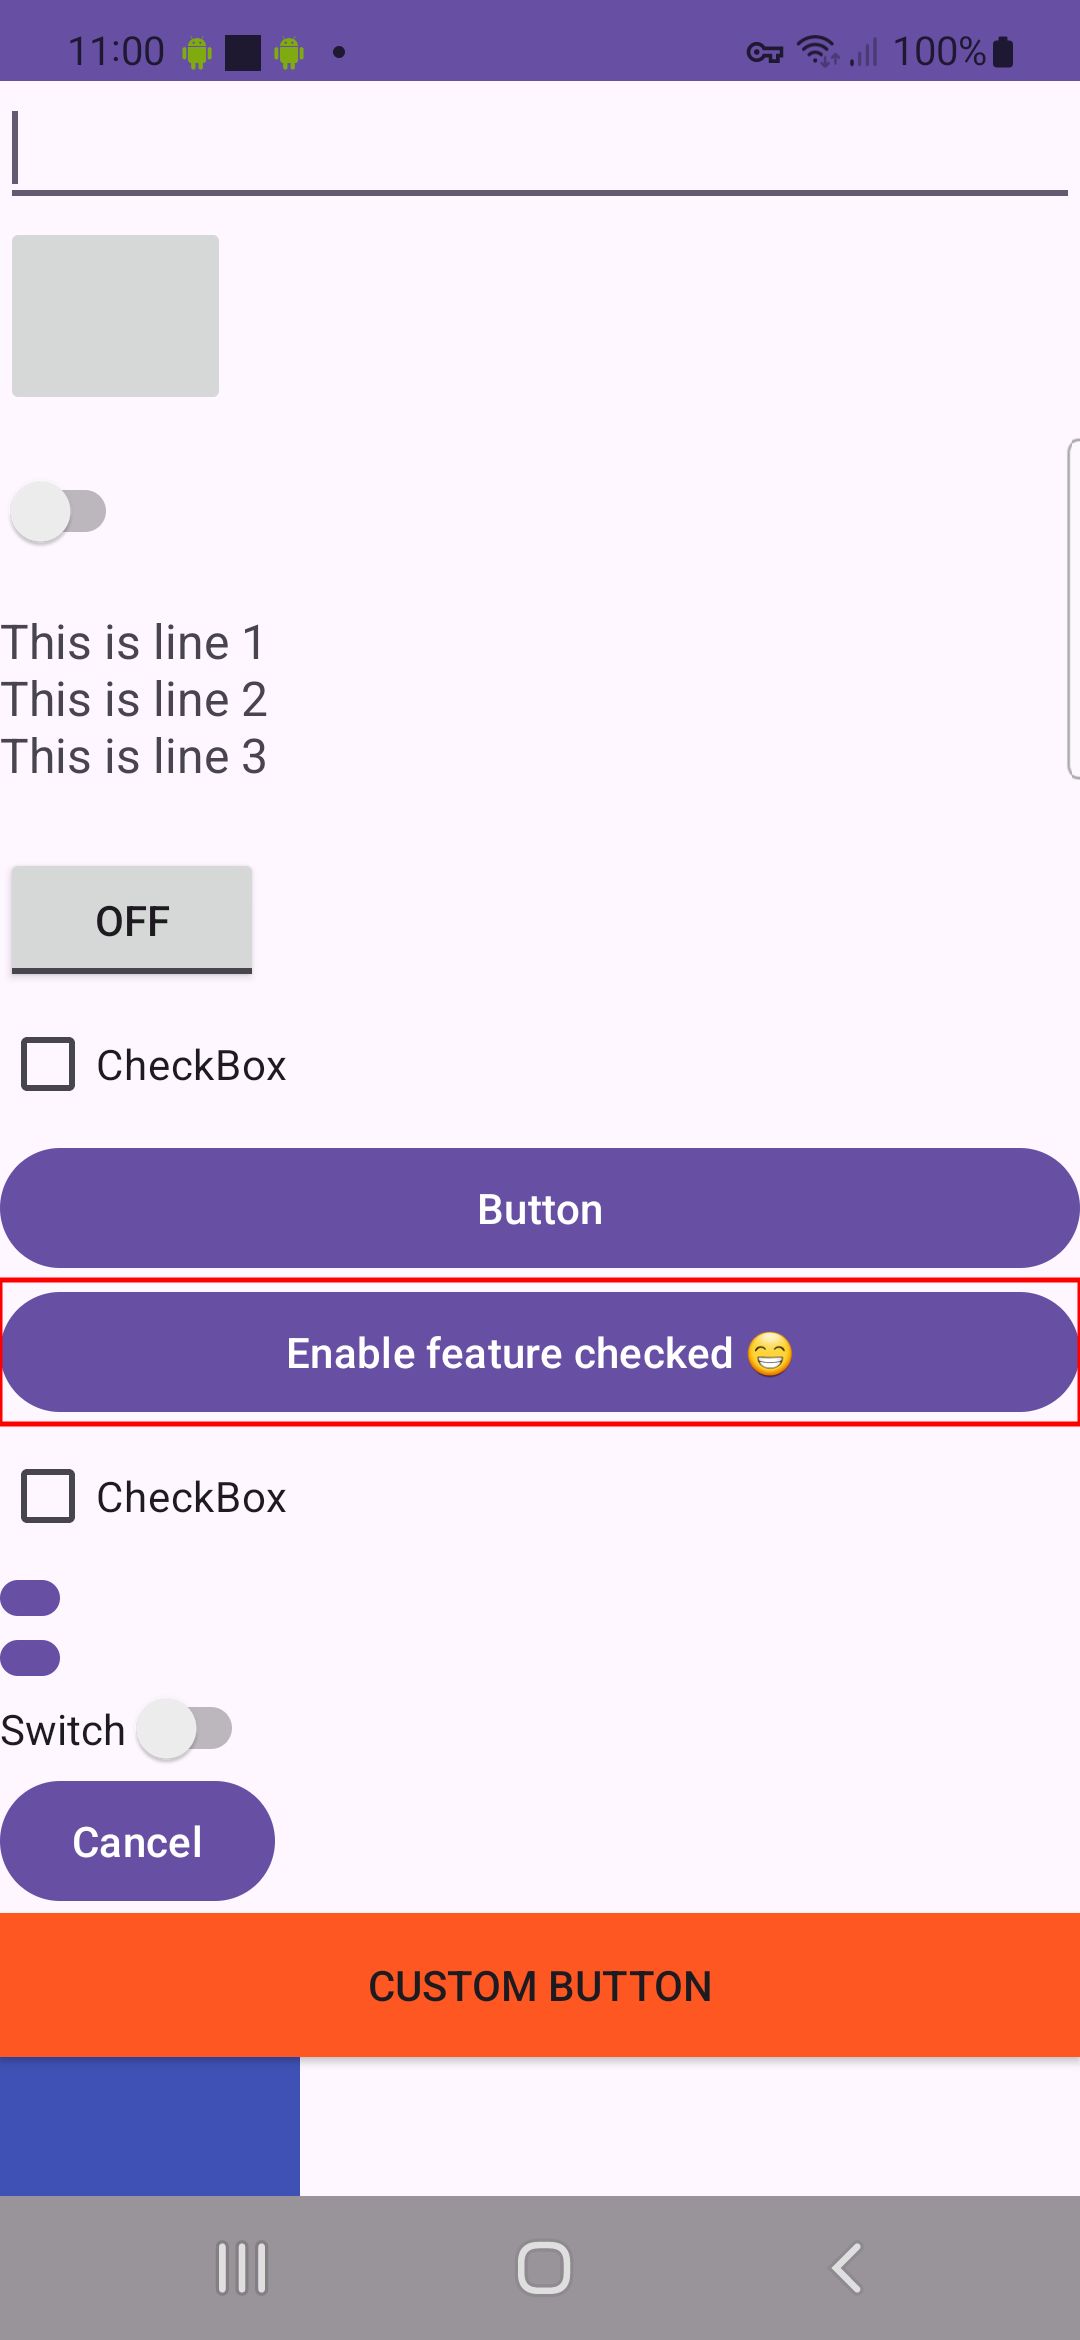 11:00
100%
This is line 1
This is line 2
This is line 3
OFF
CheckBox
Button
Enable feature checked 😁
CheckBox
Switch
Cancel
CUSTOM BUTTON